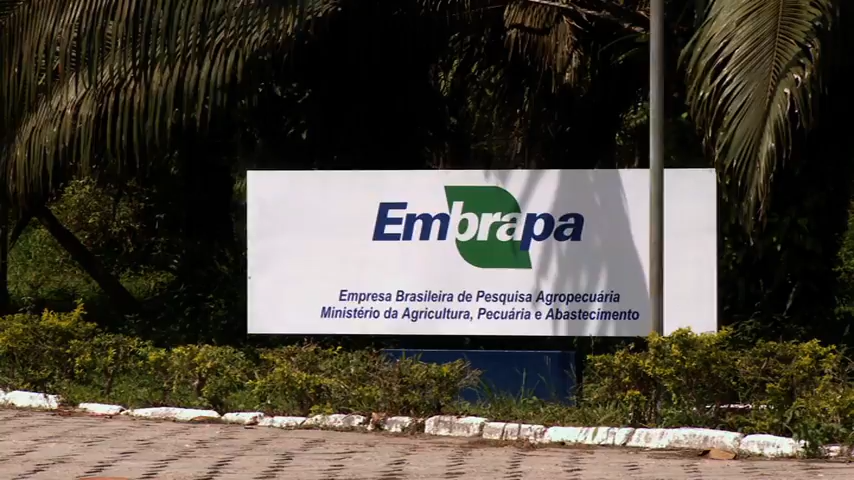 Embrapa
Empresa Brasileira de Pesquisa Agropecuária
Ministério da Agricultura, Pecuária e Abastecimento